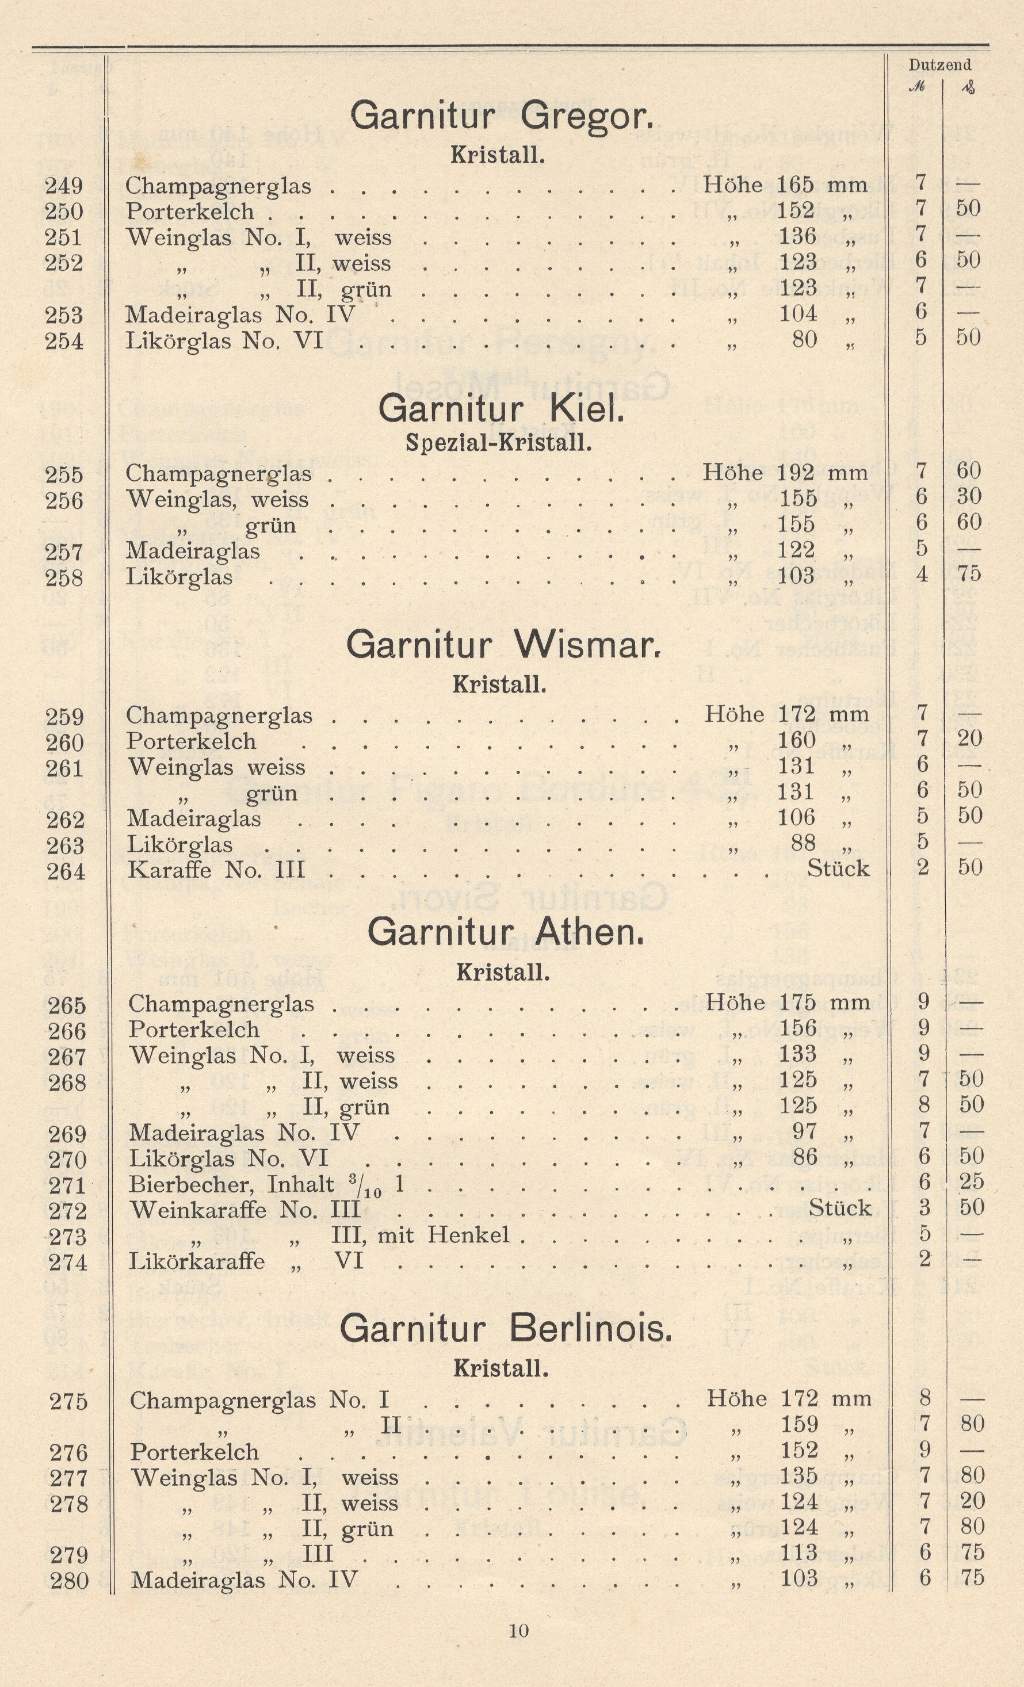 Dutzend
ℳ ₰
Garnitur Gregor.
Kristall.
249 Champagnerglas . . . . . . . . . . . . Höhe 165 mm 7 —
250 Porterkelch . . . . . . . . . . . . . . „ 152 „ 7 50
251 Weinglas No. I, weiss . . . . . . . . . „ 136 „ 7 —
252 „ „ II, weiss . . . . . . . . . „ 123 „ 6 50
„ „ II, grün . . . . . . . . . „ 123 „ 7 —
253 Madeiraglas No. IV . . . . . . . . . . „ 104 „ 6 —
254 Likörglas No. VI . . . . . . . . . . . „ 80 „ 5 50
Garnitur Kiel.
Spezial-Kristall.
255 Champagnerglas . . . . . . . . . . . . Höhe 192 mm 7 60
256 Weinglas, weiss . . . . . . . . . . . . „ 155 „ 6 30
„ grün . . . . . . . . . . . „ 155 „ 6 60
257 Madeiraglas . . . . . . . . . . . . . „ 122 „ 5 —
258 Likörglas . . . . . . . . . . . . . . „ 103 „ 4 75
Garnitur Wismar.
Kristall.
259 Champagnerglas . . . . . . . . . . . . Höhe 172 mm 7 —
260 Porterkelch . . . . . . . . . . . . . „ 160 „ 7 20
261 Weinglas weiss . . . . . . . . . . . . „ 131 „ 6 —
„ grün . . . . . . . . . . . „ 131 „ 6 50
262 Madeiraglas . . . . . . . . . . . . . „ 106 „ 5 50
263 Likörglas . . . . . . . . . . . . . . „ 88 „ 5 —
264 Karaffe No. III . . . . . . . . . . . . . . . Stück 2 50
Garnitur Athen.
Kristall.
265 Champagnerglas . . . . . . . . . . . . Höhe 175 mm 9 —
266 Porterkelch . . . . . . . . . . . . . „ 156 „ 9 —
267 Weinglas No. I, weiss . . . . . . . . . „ 133 „ 9 —
268 „ „ II, weiss . . . . . . . . . „ 125 „ 7 50
„ „ II, grün . . . . . . . . . „ 125 „ 8 50
269 Madeiraglas No. IV . . . . . . . . . . „ 97 „ 7 —
270 Likörglas No. VI . . . . . . . . . . . „ 86 „ 6 50
271 Bierbecher, Inhalt 3/10 l . . . . . . . . . . . . . . . . 6 25
272 Weinkaraffe No. III . . . . . . . . . . . . . Stück 3 50
273 „ „ III, mit Henkel . . . . . . . . . . „ 5 —
274 Likörkaraffe „ VI . . . . . . . . . . . . . . „ 2 —
Garnitur Berlinois.
Kristall.
275 Champagnerglas No. I . . . . . . . . . Höhe 172 mm 8 —
„ „ II . . . . . . . . . „ 159 „ 7 80
276 Porterkelch . . . . . . . . . . . . . „ 152 „ 9 —
277 Weinglas No. I, weiss . . . . . . . . . „ 135 „ 7 80
278 „ „ II, weiss . . . . . . . . . „ 124 „ 7 20
„ „ II, grün . . . . . . . . . „ 124 „ 7 80
279 „ „ III . . . . . . . . . . . „ 113 „ 6 75
280 Madeiraglas No. IV . . . . . . . . . . „ 103 „ 6 75
10